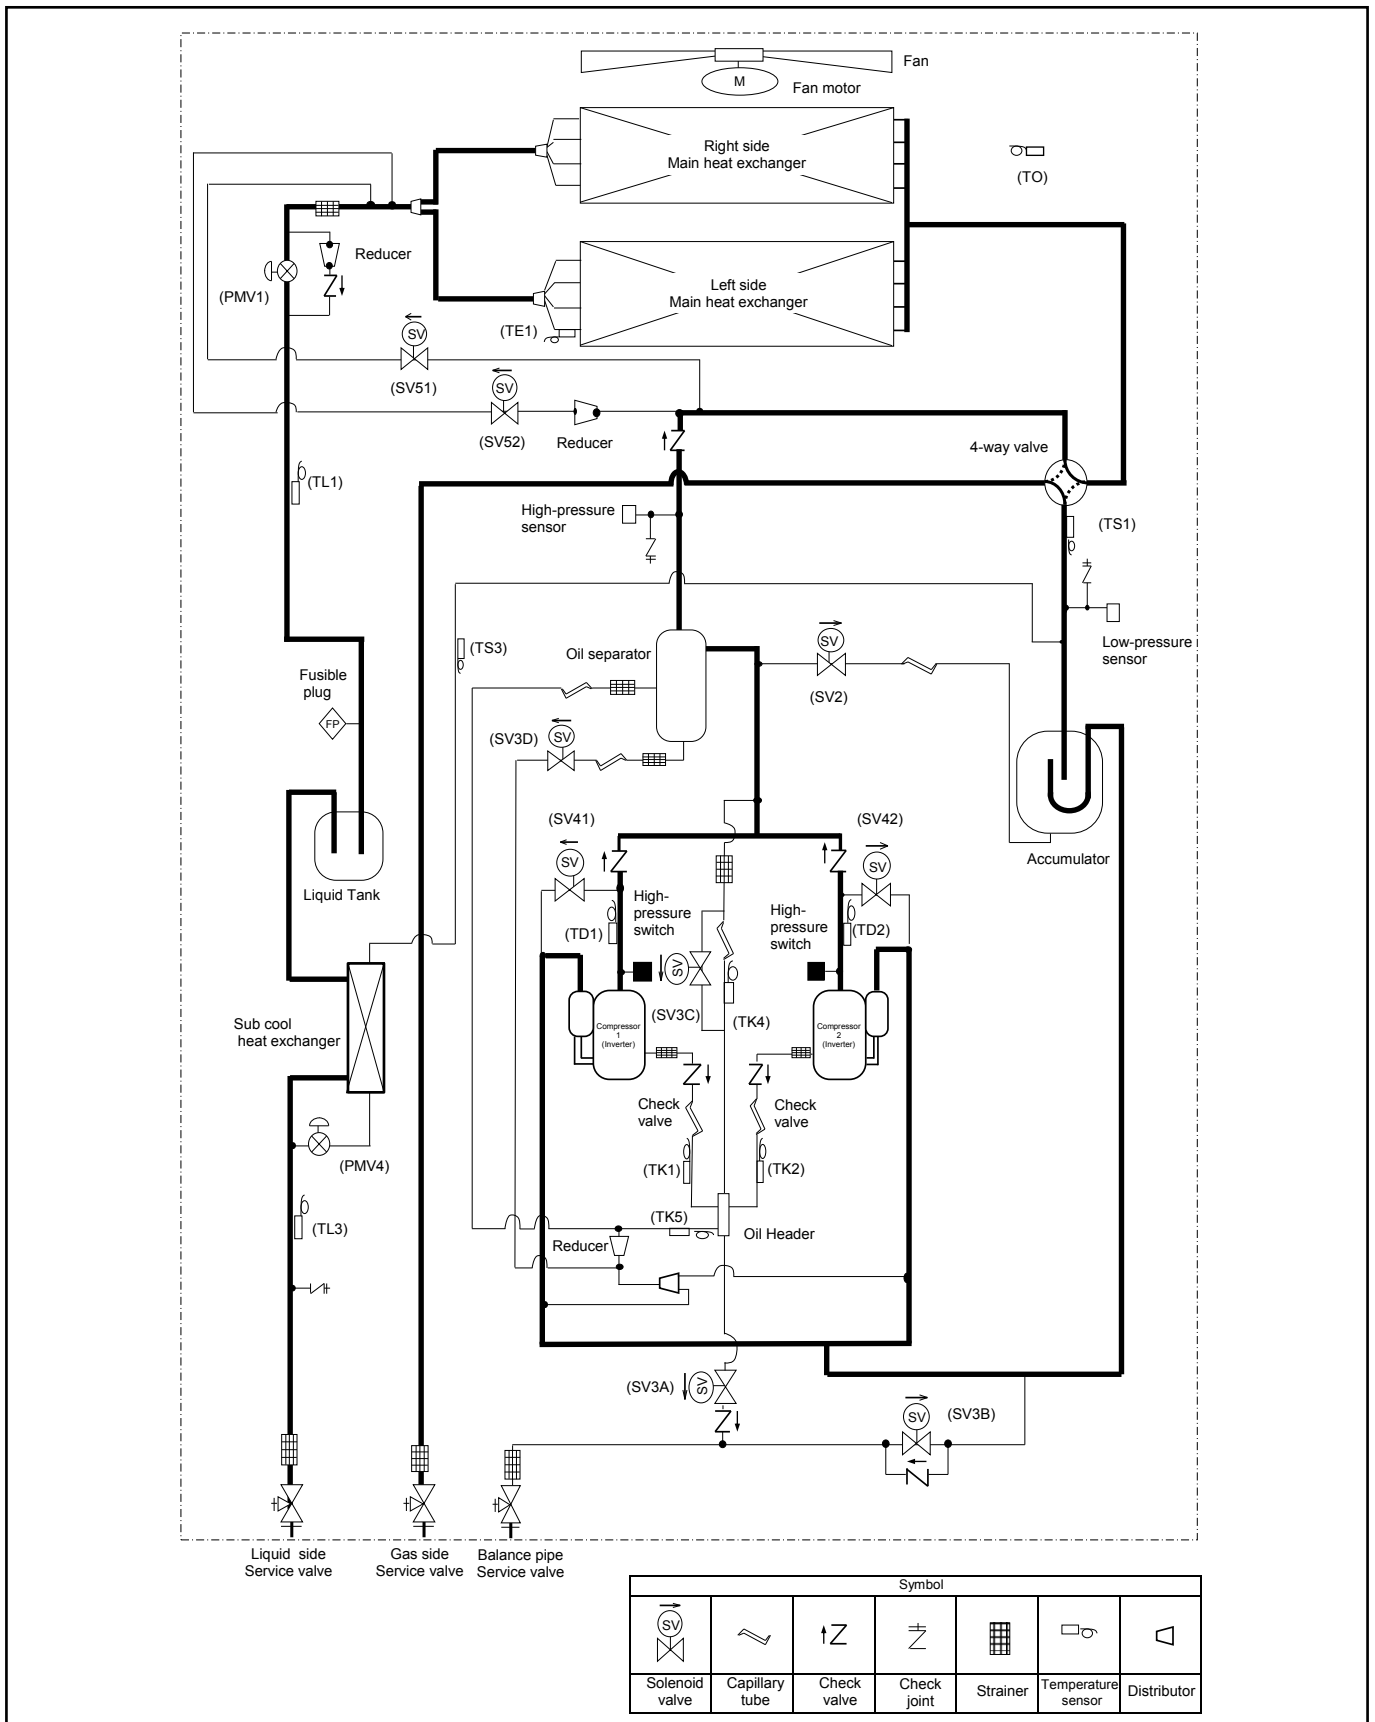 Fan
M
Fan motor
Right side
Main heat exchanger
(TO)
Reducer
(PMV1)
Left side
Main heat exchanger
(TE1)
SV
(SV51)
SV
(SV52)
Reducer
4-way valve
(TL1)
High-pressure
sensor
(TS1)
Low-pressure
sensor
(TS3)
Oil separator
SV
(SV2)
Fusible
plug
FP
(SV3D)
SV
(SV41)
(SV42)
SV
SV
Accumulator
Liquid Tank
High-
pressure
switch
High-
pressure
switch
(TD1)
(TD2)
SV
(SV3C)
(TK4)
Compressor
1
(Inverter)
Compressor
2
(Inverter)
Sub cool
heat exchanger
Check
valve
Check
valve
(PMV4)
(TK1)
(TK2)
(TL3)
(TK5)
Oil Header
Reducer
(SV3A)
SV
SV
(SV3B)
Liquid side
Service valve
Gas side
Service valve
Balance pipe
Service valve
Symbol
SV
Solenoid
valve
Capillary
tube
Check
valve
Check
joint
Strainer
Temperature
sensor
Distributor